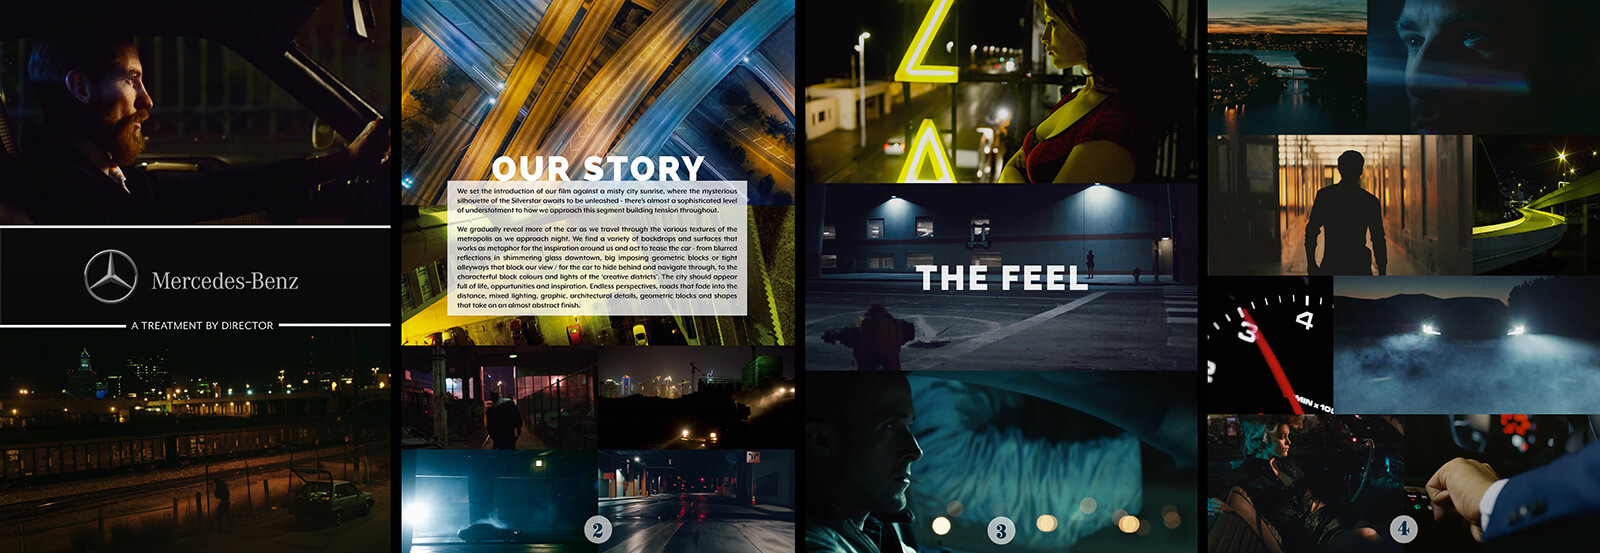 Mercedes-Benz
A TREATMENT BY DIRECTOR
OUR STORY
We set the introduction of our film against a misty city sunrise, where the mysterious
silhouette of the Silverstar awaits to be unleashed - there's almost a sophisticated level
of understatment to how we approach this segment building tension throughout.
We gradually reveal more of the car as we travel through the various textures of the
metropolis as we approach night. We find a variety of backdrops and surfaces that
works as metaphor for the inspiration around us and act to tease the car - from blurred
reflections in shimmering glass downtown, big imposing geometric blocks or tight
alleyways that block our view / for the car to hide behind and navigate through, to the
characterful block colours and lights of the 'creative districts'. The city should appear
full of life, oppurtunities and inspiration. Endless perspectives, roads that fade into the
distance, mixed lighting, graphic, architectural details, geometric blocks and shapes
that take on an almost abstract finish.
2
THE FEEL
3
3
4
MIN x 100
4